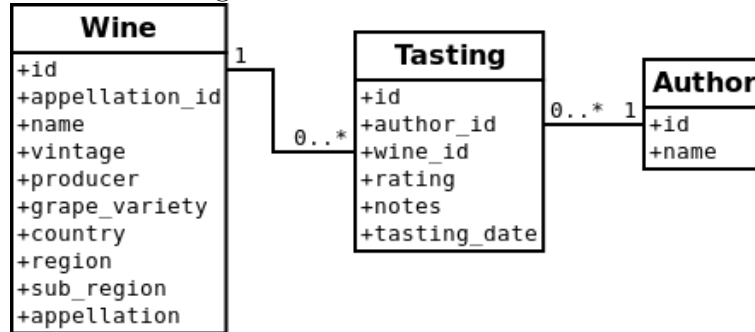 Wine
+id
+appellation_id
+name
+vintage
+producer
+grape_variety
+country
+region
+sub_region
+appellation
1
0..*
Tasting
+id
+author_id
+wine_id
+rating
+notes
+tasting_date
0..* 1
Author
+id
+name